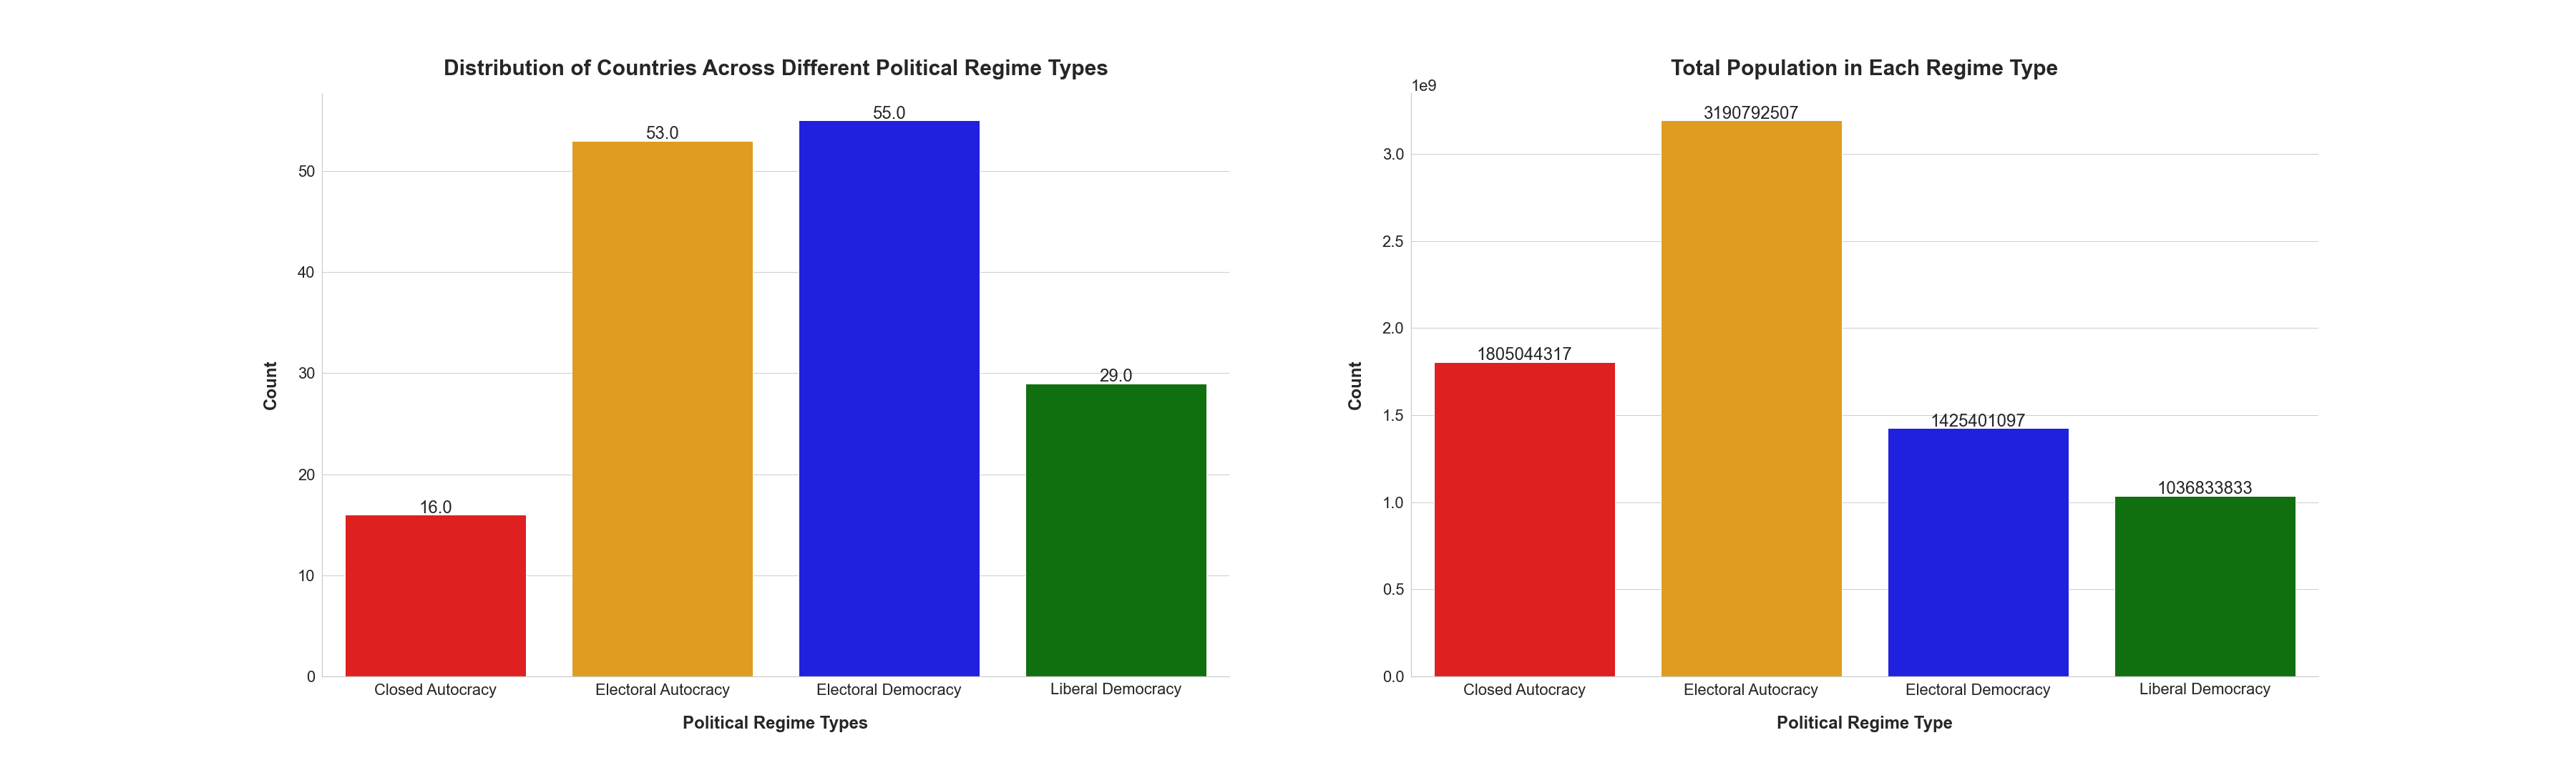 Distribution of Countries Across Different Political Regime Types
Count
50
40
30
20
10
0
16.0
53.0
55.0
29.0
Closed Autocracy
Electoral Autocracy
Electoral Democracy
Liberal Democracy
Political Regime Types
Total Population in Each Regime Type
1e9
Count
3.0
2.5
2.0
1.5
1.0
0.5
0.0
1805044317
3190792507
1425401097
1036833833
Closed Autocracy
Electoral Autocracy
Electoral Democracy
Liberal Democracy
Political Regime Type